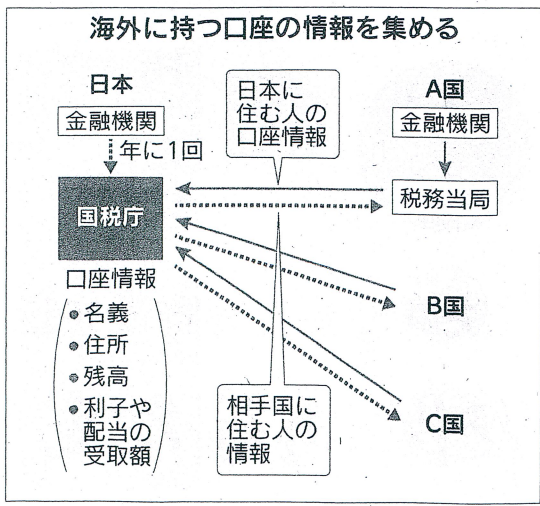 海外に持つ口座の情報を集める
日本
金融機関
年に1回
国税庁
口座情報
• 名義
• 住所
• 残高
• 利子や
配当の
受取額
日本に
住む人の
口座情報
相手国に
住む人の
情報
A国
金融機関
税務当局
B国
C国